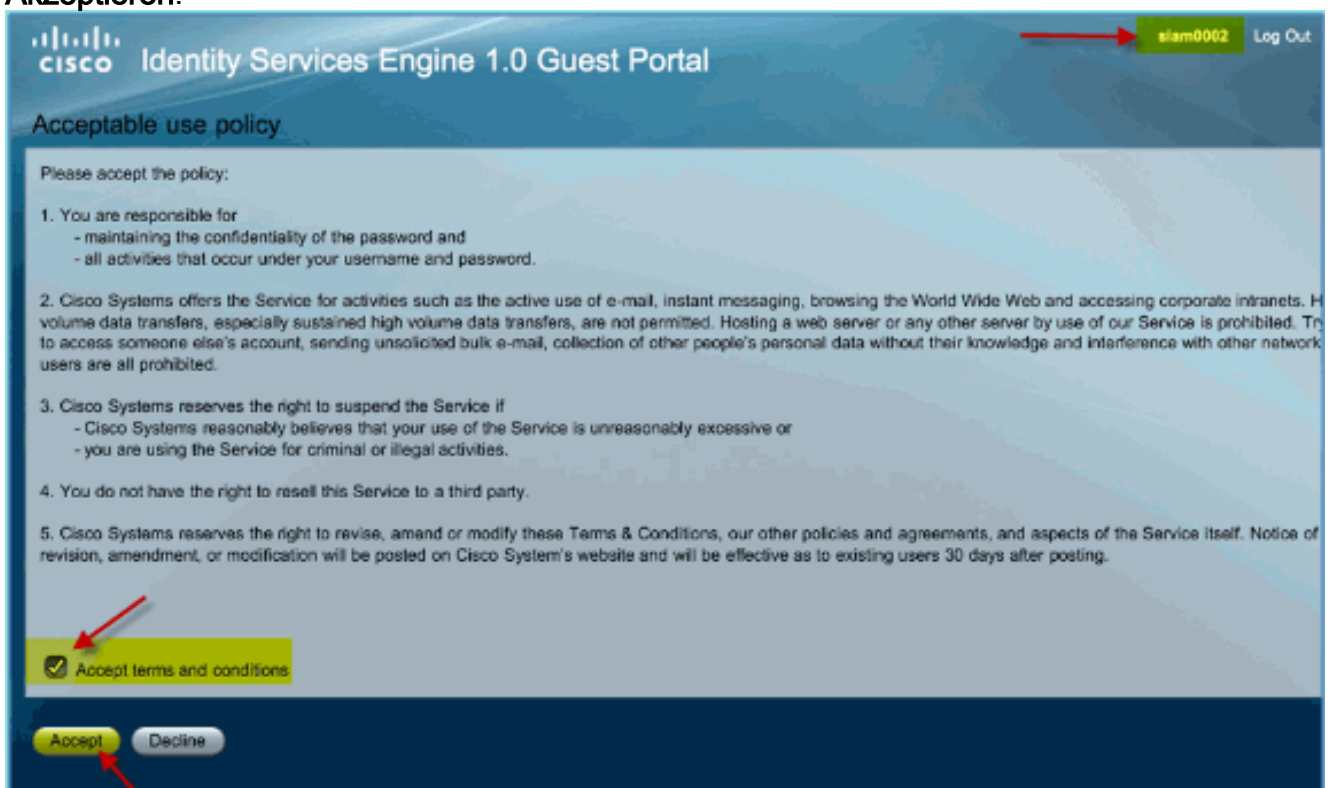 Akzeptieren.
cisco Identity Services Engine 1.0 Guest Portal
siam0002 Log Out
Acceptable use policy
Please accept the policy:
1. You are responsible for
- maintaining the confidentiality of the password and
- all activities that occur under your username and password.
2. Cisco Systems offers the Service for activities such as the active use of e-mail, instant messaging, browsing the World Wide Web and accessing corporate intranets. H
volume data transfers, especially sustained high volume data transfers, are not permitted. Hosting a web server or any other server by use of our Service is prohibited. Try
to access someone else's account, sending unsolicited bulk e-mail, collection of other people's personal data without their knowledge and interference with other network
users are all prohibited.
3. Cisco Systems reserves the right to suspend the Service if
- Cisco Systems reasonably believes that your use of the Service is unreasonably excessive or
- you are using the Service for criminal or illegal activities.
4. You do not have the right to resell this Service to a third party.
5. Cisco Systems reserves the right to revise, amend or modify these Terms & Conditions, our other policies and agreements, and aspects of the Service itself. Notice of
revision, amendment, or modification will be posted on Cisco System's website and will be effective as to existing users 30 days after posting.
Accept terms and conditions
Accept Decline